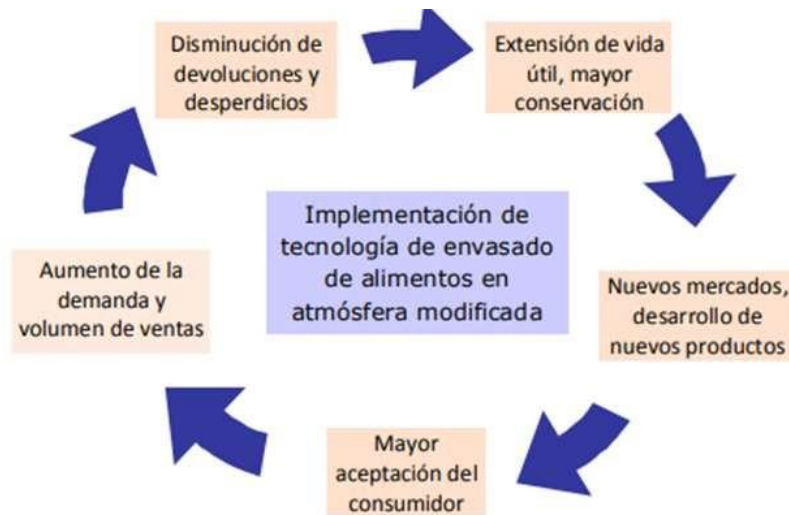 Disminución de
devoluciones y
desperdicios
Extensión de vida
útil, mayor
conservación
Implementación de
tecnología de envasado
de alimentos en
atmósfera modificada
Aumento de la
demanda y
volumen de ventas
Nuevos mercados,
desarrollo de
nuevos productos
Mayor
aceptación del
consumidor